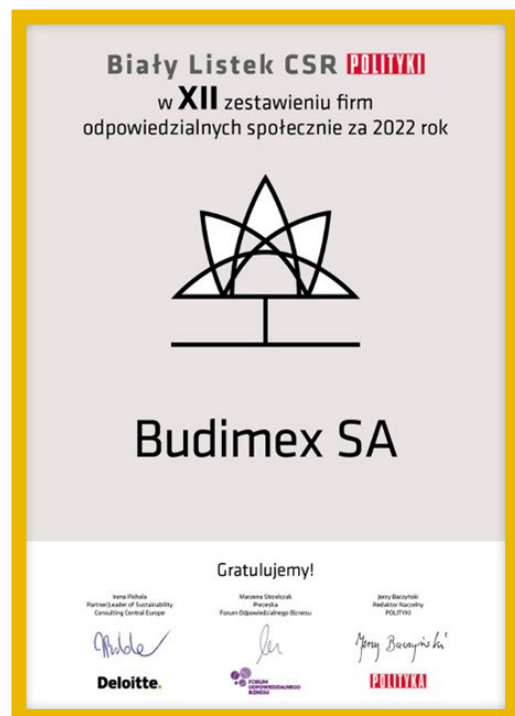 Biały Listek CSR POLITYKI
w XII zestawieniu firm
odpowiedzialnych społecznie za 2022 rok
Budimex SA
Gratulujemy!
Irena Pichola
Partner|Leader of Sustainability
Consulting Central Europe
Deloitte.
Marzena Strzelczak
Prezeska
Forum Odpowiedzialnego Biznesu
FORUM
ODPOWIEDZIALNEGO
BIZNESU
Jerzy Baczyński
Redaktor Naczelny
POLITYKI
Jerzy Baczyński
POLITYKA